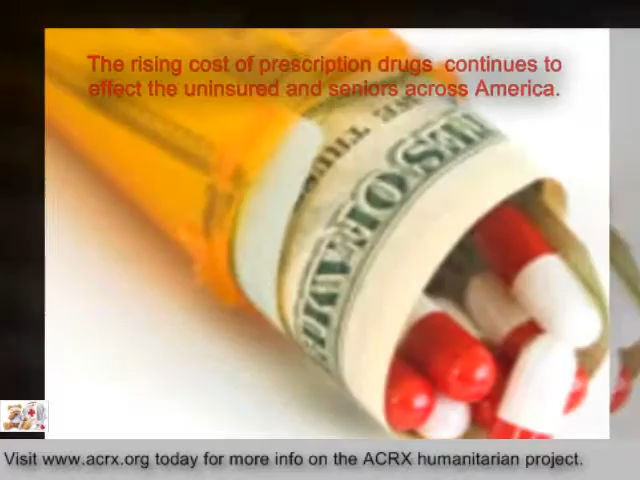 The rising cost of prescription drugs continues to
effect the uninsured and seniors across America.
Visit www.acrx.org today for more info on the ACRX humanitarian project.